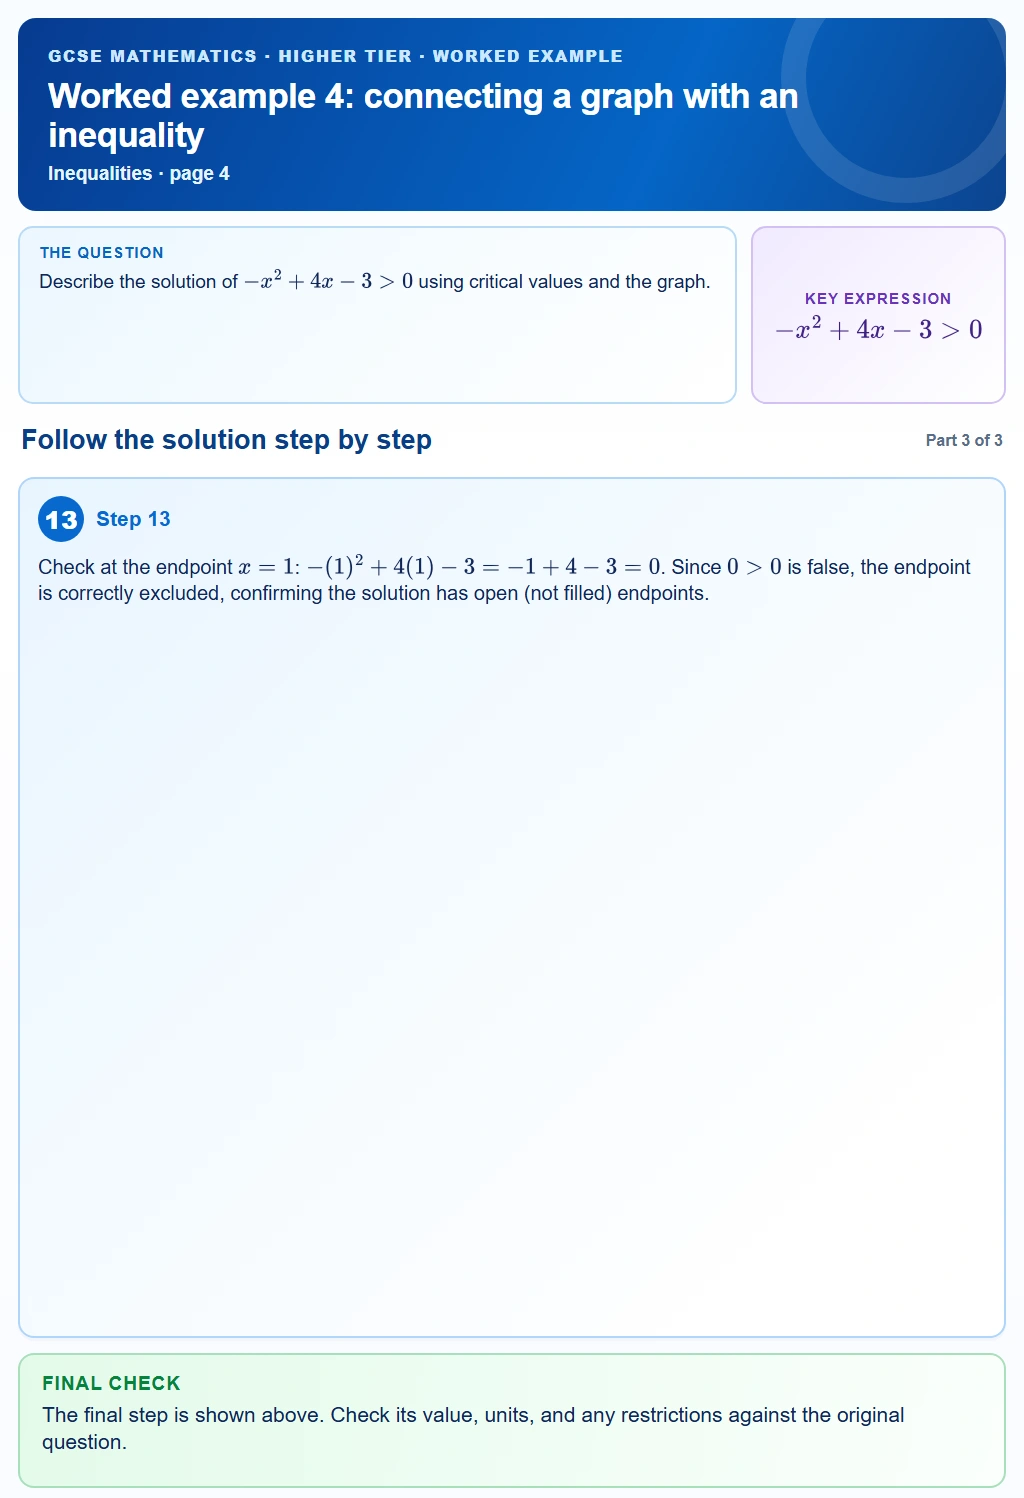 GCSE MATHEMATICS · HIGHER TIER · WORKED EXAMPLE
Worked example 4: connecting a graph with an
inequality
Inequalities · page 4
THE QUESTION
Describe the solution of −x² + 4x − 3 > 0 using critical values and the graph.
KEY EXPRESSION
−x² + 4x − 3 > 0
Follow the solution step by step
Part 3 of 3
13 Step 13
Check at the endpoint x = 1: −(1)² + 4(1) − 3 = −1 + 4 − 3 = 0. Since 0 > 0 is false, the endpoint
is correctly excluded, confirming the solution has open (not filled) endpoints.
FINAL CHECK
The final step is shown above. Check its value, units, and any restrictions against the original
question.